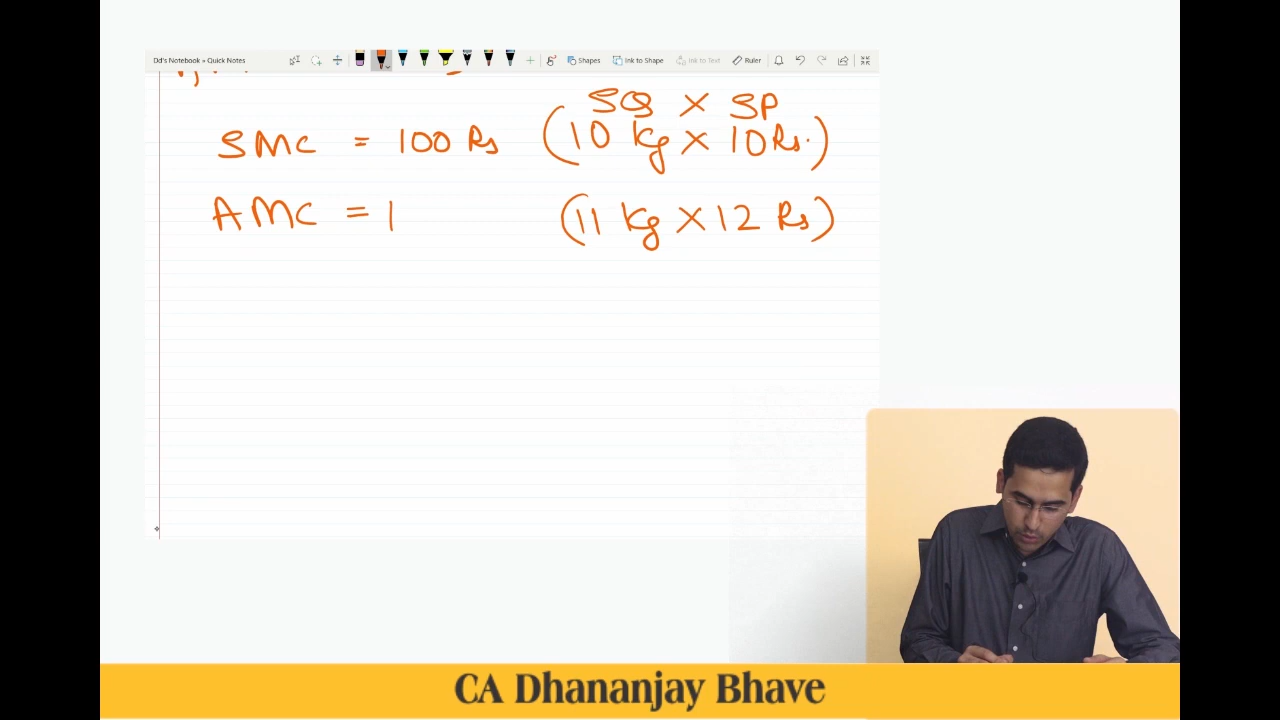 Dd's Notebook » Quick Notes
Shapes
Ink to Shape
Ink to Text
Ruler
SQ × SP
SMC = 100 Rs (10 kg × 10 Rs.)
AMC = 1 (11 kg × 12 Rs)
CA Dhananjay Bhave